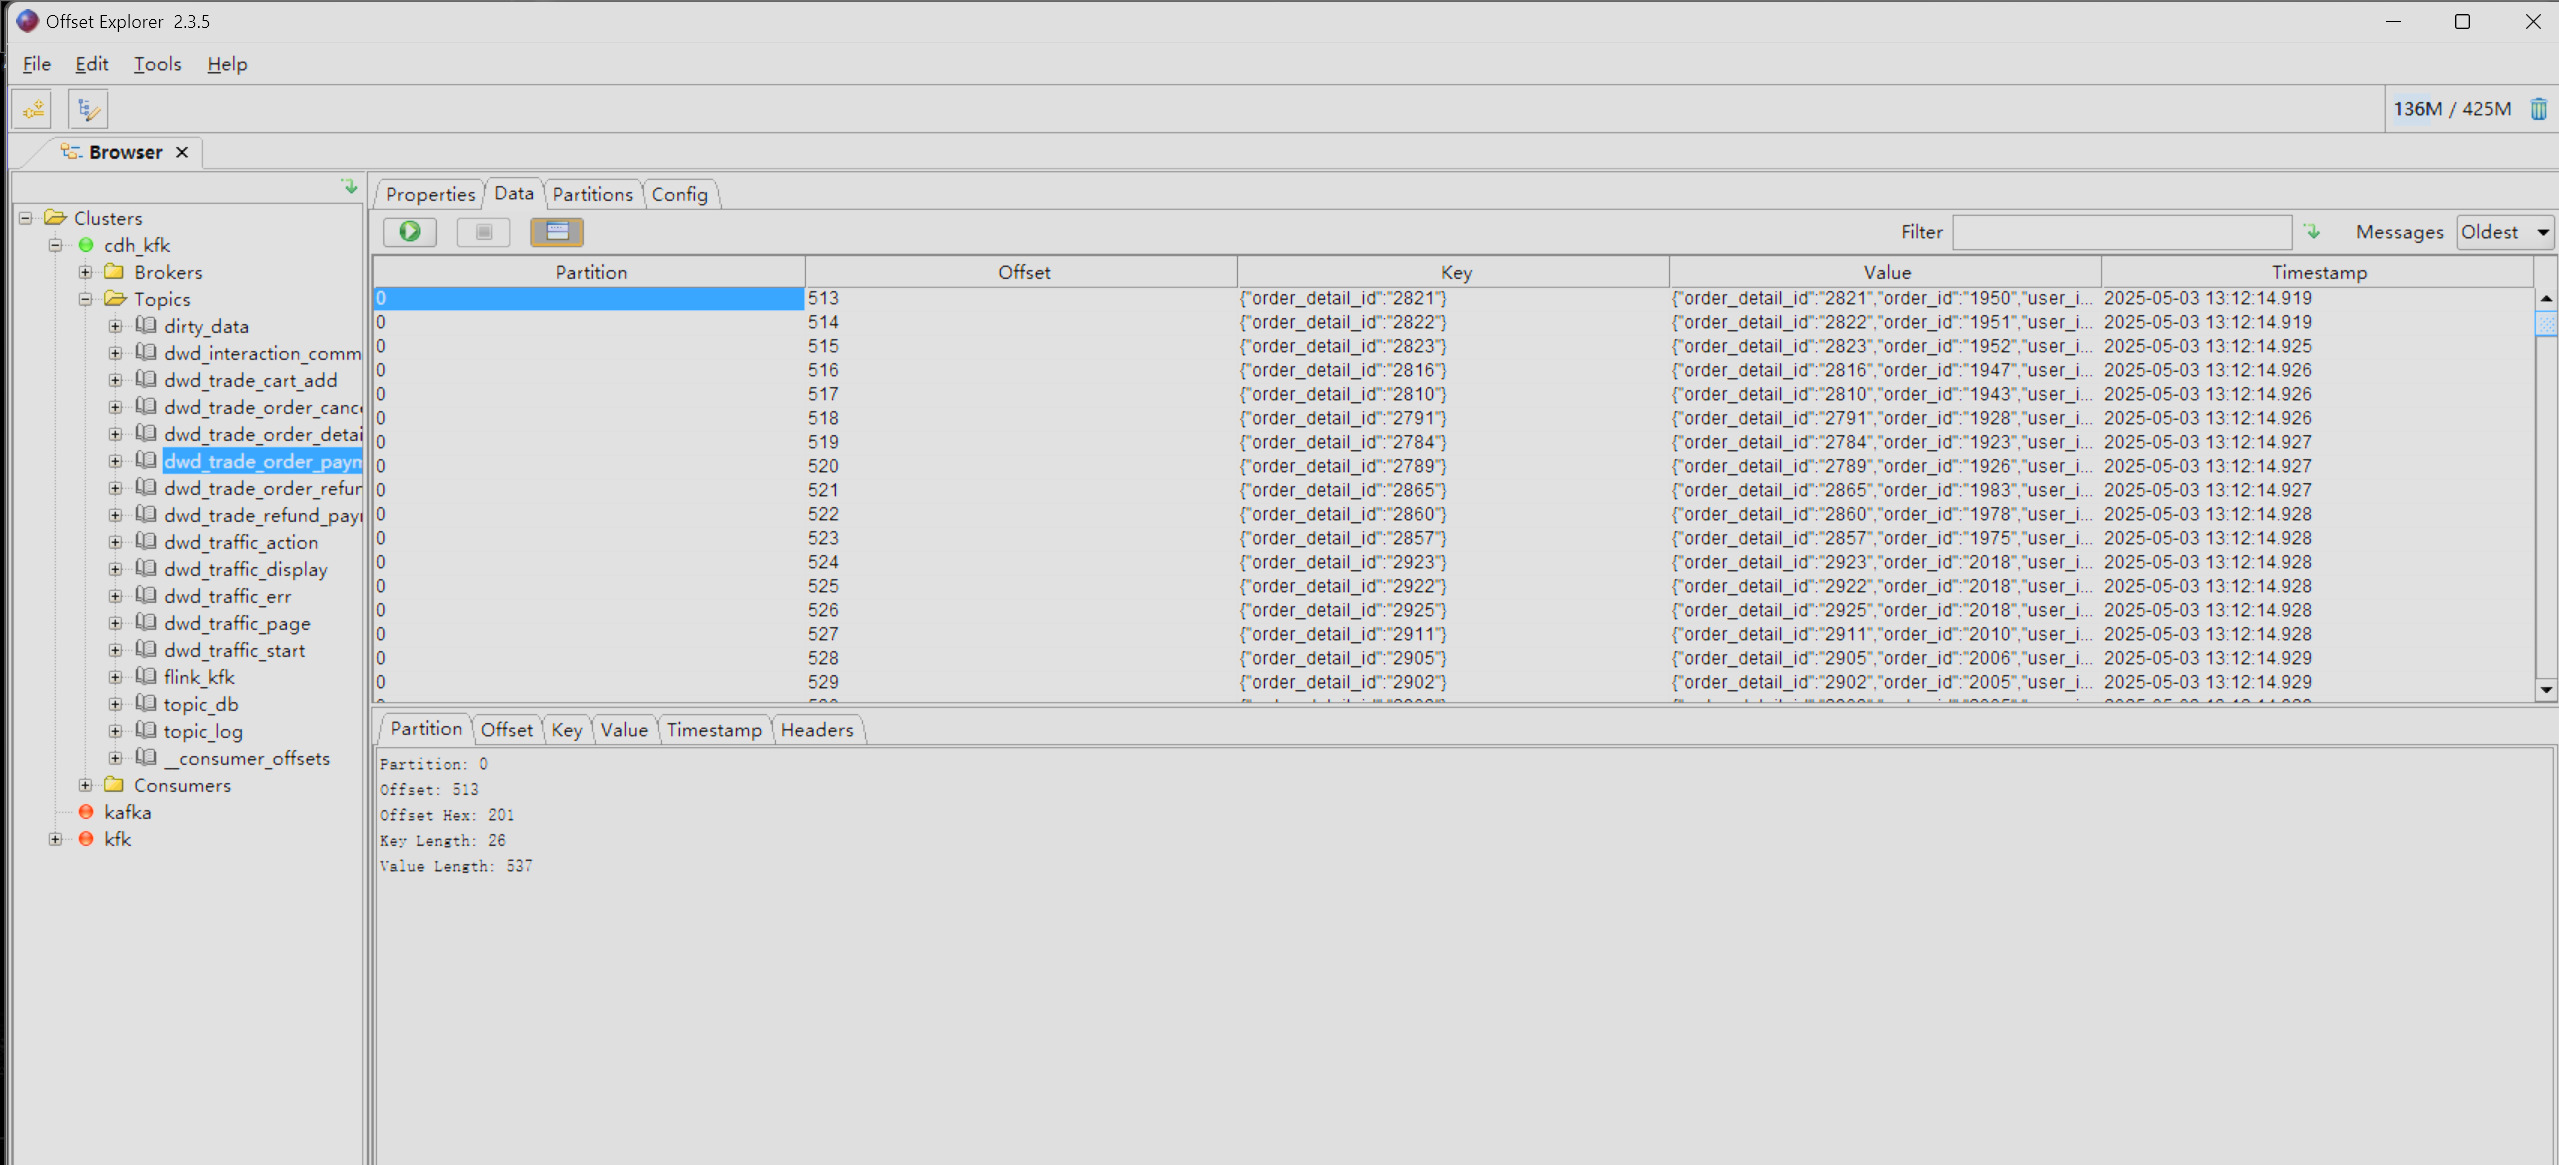 Offset Explorer 2.3.5
File Edit Tools Help
136M / 425M
Browser
Properties Data Partitions Config
Clusters
cdh_kfk
Brokers
Topics
dirty_data
dwd_interaction_comm
dwd_trade_cart_add
dwd_trade_order_canc
dwd_trade_order_detai
dwd_trade_order_paym
dwd_trade_order_refun
dwd_trade_refund_payı
dwd_traffic_action
dwd_traffic_display
dwd_traffic_err
dwd_traffic_page
dwd_traffic_start
flink_kfk
topic_db
topic_log
__consumer_offsets
Consumers
kafka
kfk
Filter Messages Oldest
Partition Offset Key Value Timestamp
0 513 {"order_detail_id":"2821"} {"order_detail_id":"2821","order_id":"1950","user_i... 2025-05-03 13:12:14.919
0 514 {"order_detail_id":"2822"} {"order_detail_id":"2822","order_id":"1951","user_i... 2025-05-03 13:12:14.919
0 515 {"order_detail_id":"2823"} {"order_detail_id":"2823","order_id":"1952","user_i... 2025-05-03 13:12:14.925
0 516 {"order_detail_id":"2816"} {"order_detail_id":"2816","order_id":"1947","user_i... 2025-05-03 13:12:14.926
0 517 {"order_detail_id":"2810"} {"order_detail_id":"2810","order_id":"1943","user_i... 2025-05-03 13:12:14.926
0 518 {"order_detail_id":"2791"} {"order_detail_id":"2791","order_id":"1928","user_i... 2025-05-03 13:12:14.926
0 519 {"order_detail_id":"2784"} {"order_detail_id":"2784","order_id":"1923","user_i... 2025-05-03 13:12:14.927
0 520 {"order_detail_id":"2789"} {"order_detail_id":"2789","order_id":"1926","user_i... 2025-05-03 13:12:14.927
0 521 {"order_detail_id":"2865"} {"order_detail_id":"2865","order_id":"1983","user_i... 2025-05-03 13:12:14.927
0 522 {"order_detail_id":"2860"} {"order_detail_id":"2860","order_id":"1978","user_i... 2025-05-03 13:12:14.928
0 523 {"order_detail_id":"2857"} {"order_detail_id":"2857","order_id":"1975","user_i... 2025-05-03 13:12:14.928
0 524 {"order_detail_id":"2923"} {"order_detail_id":"2923","order_id":"2018","user_i... 2025-05-03 13:12:14.928
0 525 {"order_detail_id":"2922"} {"order_detail_id":"2922","order_id":"2018","user_i... 2025-05-03 13:12:14.928
0 526 {"order_detail_id":"2925"} {"order_detail_id":"2925","order_id":"2018","user_i... 2025-05-03 13:12:14.928
0 527 {"order_detail_id":"2911"} {"order_detail_id":"2911","order_id":"2010","user_i... 2025-05-03 13:12:14.928
0 528 {"order_detail_id":"2905"} {"order_detail_id":"2905","order_id":"2006","user_i... 2025-05-03 13:12:14.929
0 529 {"order_detail_id":"2902"} {"order_detail_id":"2902","order_id":"2005","user_i... 2025-05-03 13:12:14.929
Partition Offset Key Value Timestamp Headers
Partition: 0
Offset: 513
Offset Hex: 201
Key Length: 26
Value Length: 537